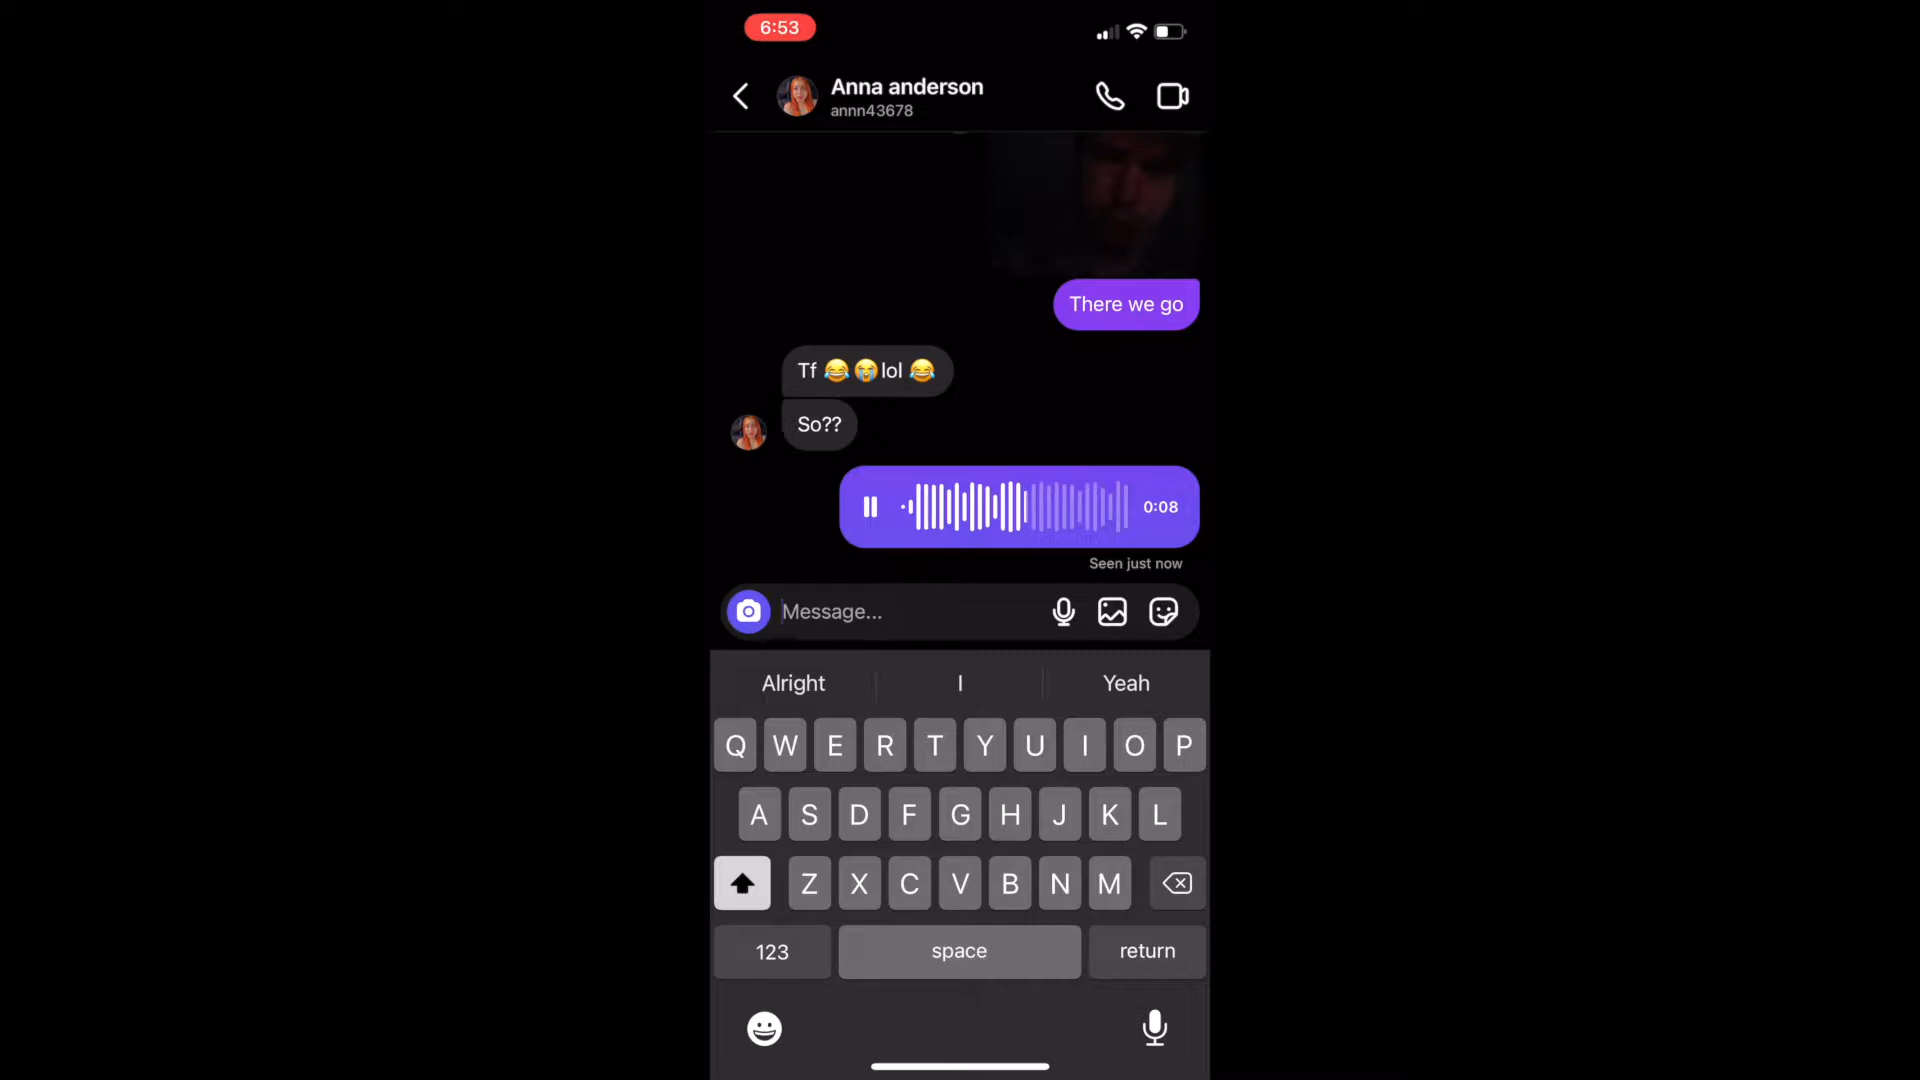 6:53
Anna anderson
annn43678
There we go
Tf 😂😭lol 😂
So??
0:08
Seen just now
Message...
Alright I Yeah
Q W E R T Y U I O P
A S D F G H J K L
Z X C V B N M
123 space return